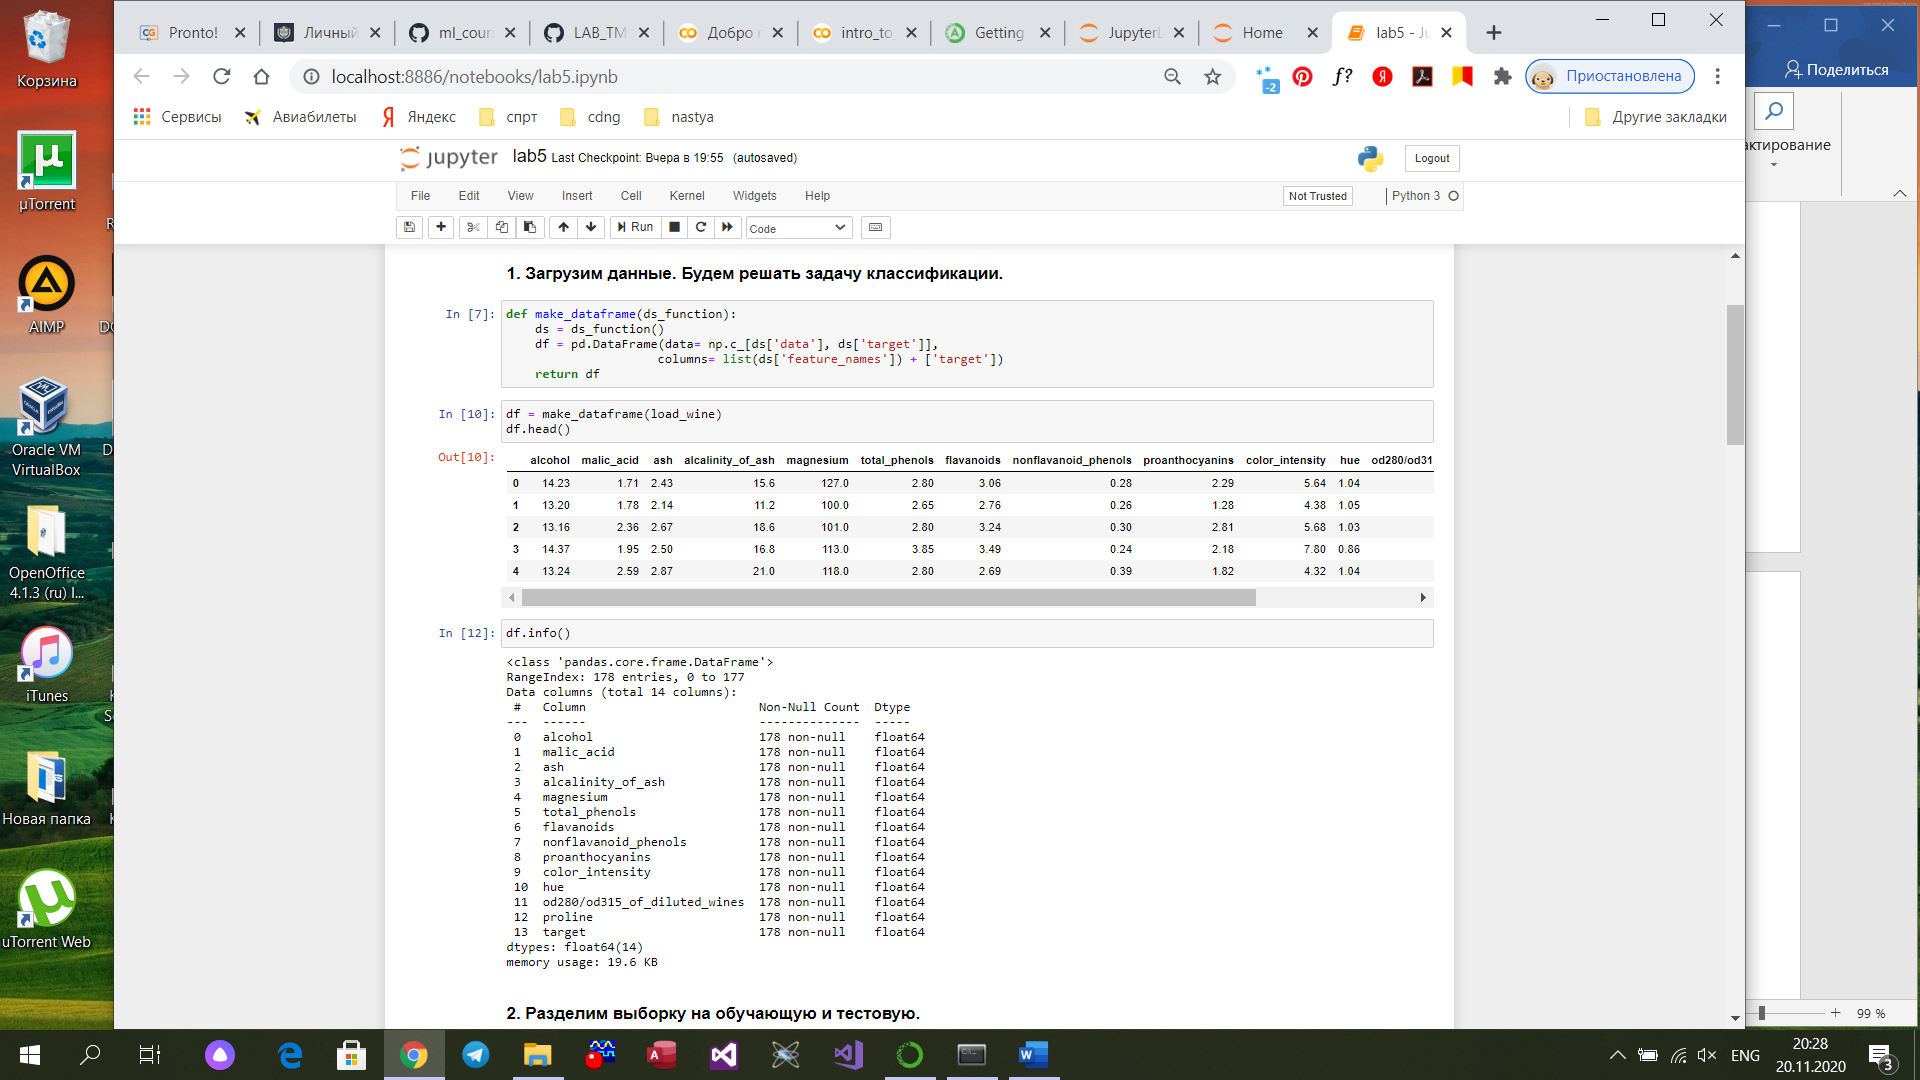 Корзина
µTorrent
AIMP
Oracle VM
VirtualBox
OpenOffice
4.1.3 (ru) I...
iTunes
Новая папка
uTorrent Web
Pronto!
Личный
ml_cour
LAB_TM
Добро
intro_to
Getting
JupyterL
Home
lab5 - Ju
localhost:8886/notebooks/lab5.ipynb
-2
f?
Приостановлена
Сервисы
Авиабилеты
Яндекс
спрт
cdng
nastya
Другие закладки
Поделиться
актирование
jupyter lab5 Last Checkpoint: Вчера в 19:55 (autosaved)
Logout
File Edit View Insert Cell Kernel Widgets Help
Not Trusted
Python 3
Run
Code
1. Загрузим данные. Будем решать задачу классификации.
In [7]: def make_dataframe(ds_function):
ds = ds_function()
df = pd.DataFrame(data= np.c_[ds['data'], ds['target']],
columns= list(ds['feature_names']) + ['target'])
return df
In [10]: df = make_dataframe(load_wine)
df.head()
Out[10]: alcohol malic_acid ash alcalinity_of_ash magnesium total_phenols flavanoids nonflavanoid_phenols proanthocyanins color_intensity hue od280/od31
0 14.23 1.71 2.43 15.6 127.0 2.80 3.06 0.28 2.29 5.64 1.04
1 13.20 1.78 2.14 11.2 100.0 2.65 2.76 0.26 1.28 4.38 1.05
2 13.16 2.36 2.67 18.6 101.0 2.80 3.24 0.30 2.81 5.68 1.03
3 14.37 1.95 2.50 16.8 113.0 3.85 3.49 0.24 2.18 7.80 0.86
4 13.24 2.59 2.87 21.0 118.0 2.80 2.69 0.39 1.82 4.32 1.04
In [12]: df.info()
<class 'pandas.core.frame.DataFrame'>
RangeIndex: 178 entries, 0 to 177
Data columns (total 14 columns):
# Column Non-Null Count Dtype
--- ------ -------------- -----
0 alcohol 178 non-null float64
1 malic_acid 178 non-null float64
2 ash 178 non-null float64
3 alcalinity_of_ash 178 non-null float64
4 magnesium 178 non-null float64
5 total_phenols 178 non-null float64
6 flavanoids 178 non-null float64
7 nonflavanoid_phenols 178 non-null float64
8 proanthocyanins 178 non-null float64
9 color_intensity 178 non-null float64
10 hue 178 non-null float64
11 od280/od315_of_diluted_wines 178 non-null float64
12 proline 178 non-null float64
13 target 178 non-null float64
dtypes: float64(14)
memory usage: 19.6 KB
2. Разделим выборку на обучающую и тестовую.
99 %
ENG
20:28
20.11.2020
3